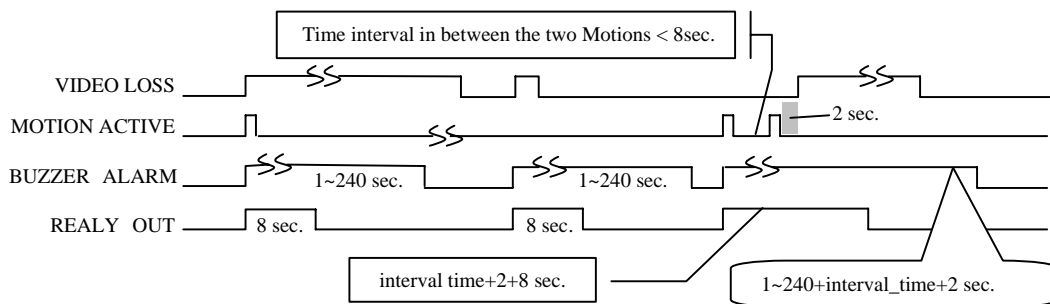 Time interval in between the two Motions < 8sec.
VIDEO LOSS
MOTION ACTIVE
2 sec.
BUZZER ALARM
1~240 sec.
1~240 sec.
REALY OUT
8 sec.
8 sec.
interval time+2+8 sec.
1~240+interval_time+2 sec.